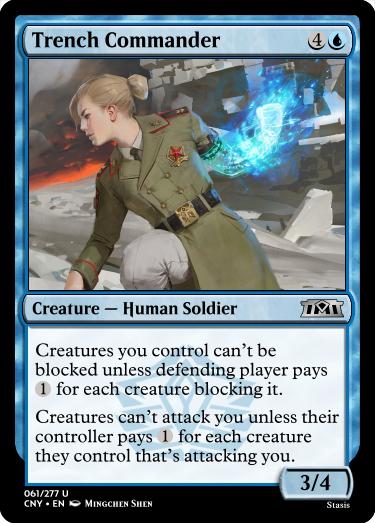 Trench Commander 4
Creature — Human Soldier
Creatures you control can't be
blocked unless defending player pays
1 for each creature blocking it.
Creatures can't attack you unless their
controller pays 1 for each creature
they control that's attacking you.
3/4
061/277 U
CNY • EN Mingchen Shen
Stasis